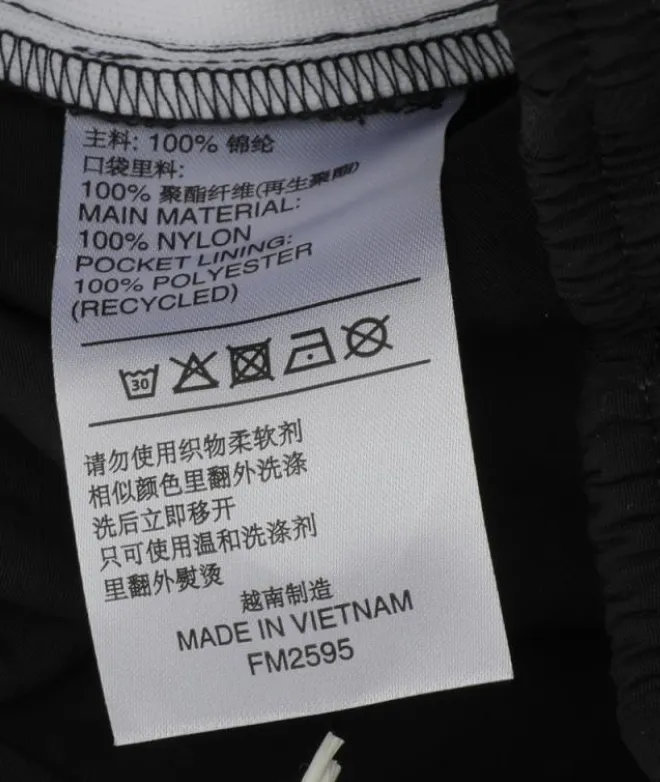 主料: 100% 锦纶
口袋里料:
100% 聚酯纤维(再生聚酯)
MAIN MATERIAL:
100% NYLON
POCKET LINING:
100% POLYESTER
(RECYCLED)
30
请勿使用织物柔软剂
相似颜色里翻外洗涤
洗后立即移开
只可使用温和洗涤剂
里翻外熨烫
越南制造
MADE IN VIETNAM
FM2595